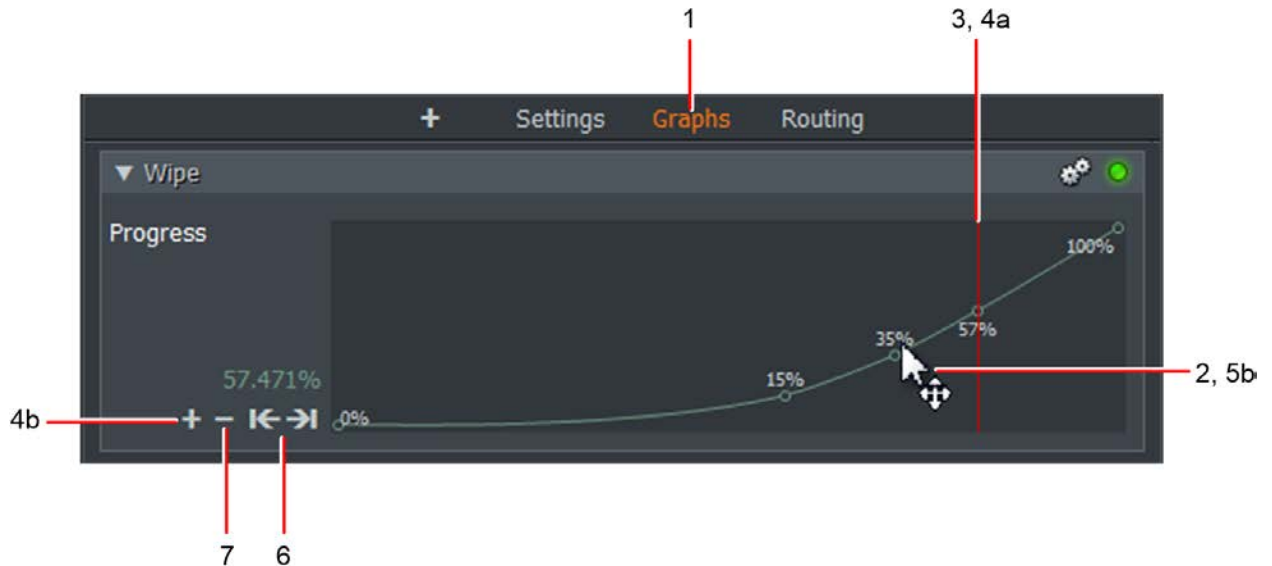 1
3, 4a
+ Settings Graphs Routing
▼ Wipe
Progress
100%
57%
35%
2, 5b
57.471%
15%
4b
+ −
0%
7
6